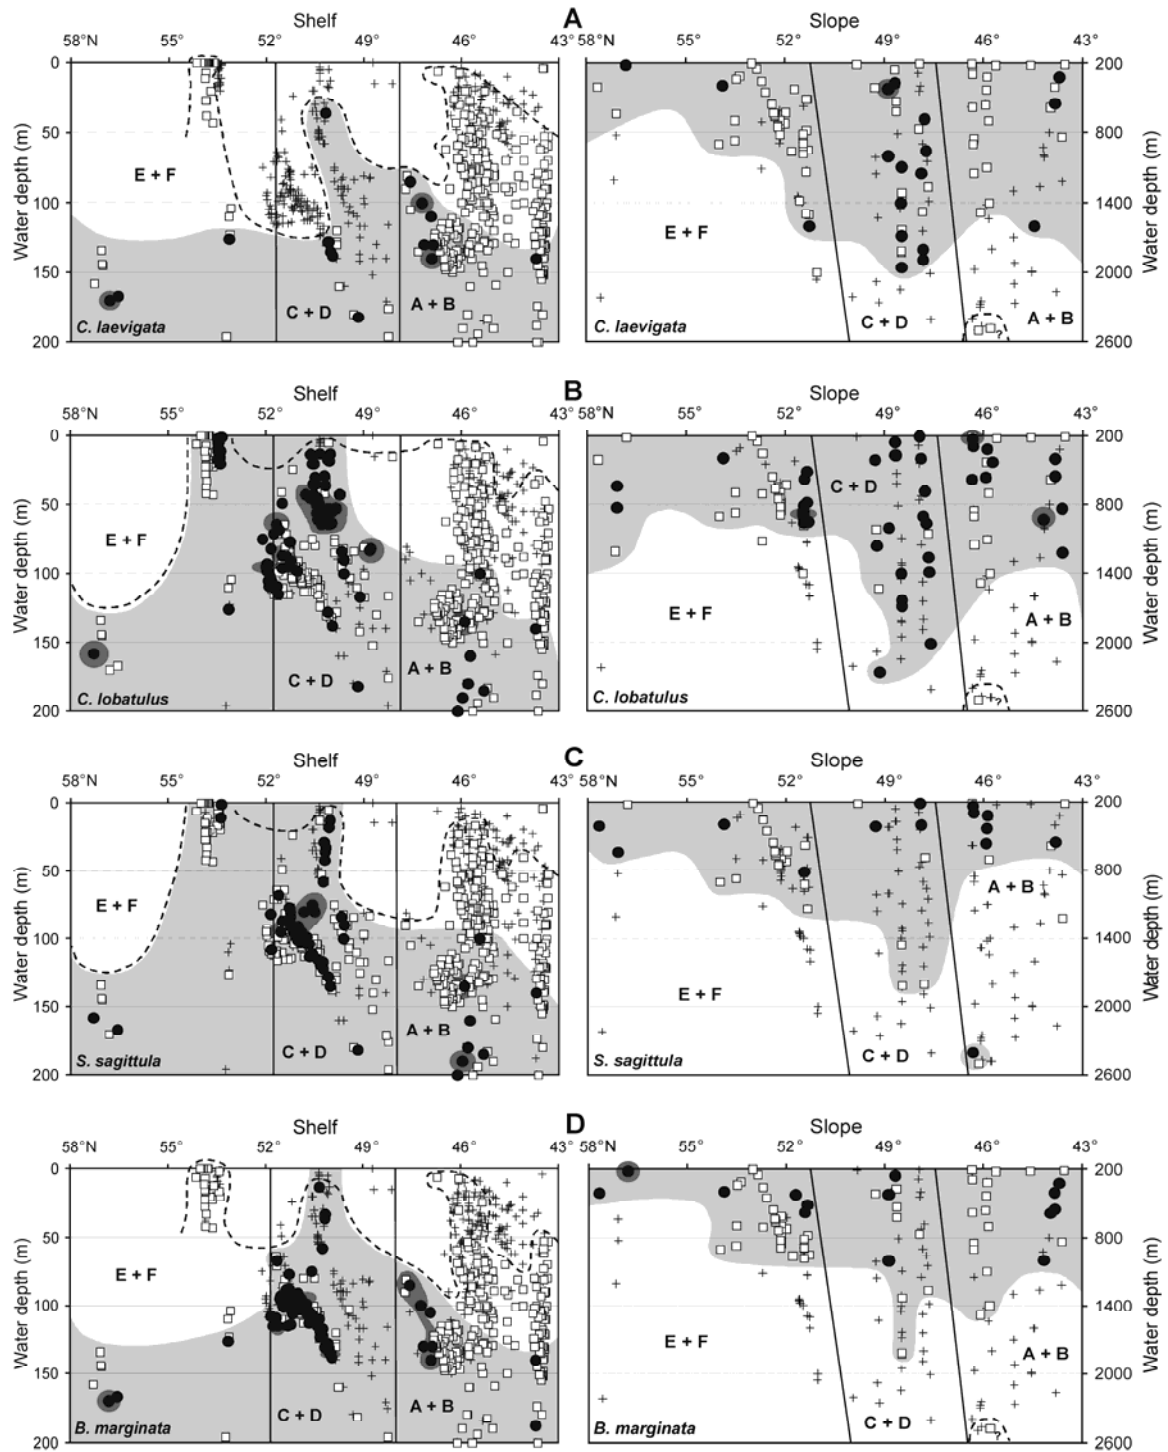 Shelf A Slope
58°N 55° 52° 49° 46° 43° 58°N 55° 52° 49° 46° 43°
0 200
50 800
E + F
100 1400
E + F
150 2000
C + D A + B C + D A + B
C. laevigata C. laevigata
?
200 2600
Water depth (m) Water depth (m)
Shelf B Slope
58°N 55° 52° 49° 46° 43° 58°N 55° 52° 49° 46° 43°
0 200
C + D
50 800
E + F
100 1400
A + B
E + F
150 2000
C + D A + B
C. lobatulus C. lobatulus
?
200 2600
Water depth (m) Water depth (m)
Shelf C Slope
58°N 55° 52° 49° 46° 43° 58°N 55° 52° 49° 46° 43°
0 200
50 800
E + F A + B
100 1400
E + F
150 2000
A + B
C + D C + D
S. sagittula S. sagittula
200 2600
Water depth (m) Water depth (m)
Shelf D Slope
58°N 55° 52° 49° 46° 43° 58°N 55° 52° 49° 46° 43°
0 200
50 800
E + F
100 1400
E + F A + B
150 2000
C + D A + B C + D
B. marginata B. marginata
?
200 2600
Water depth (m) Water depth (m)